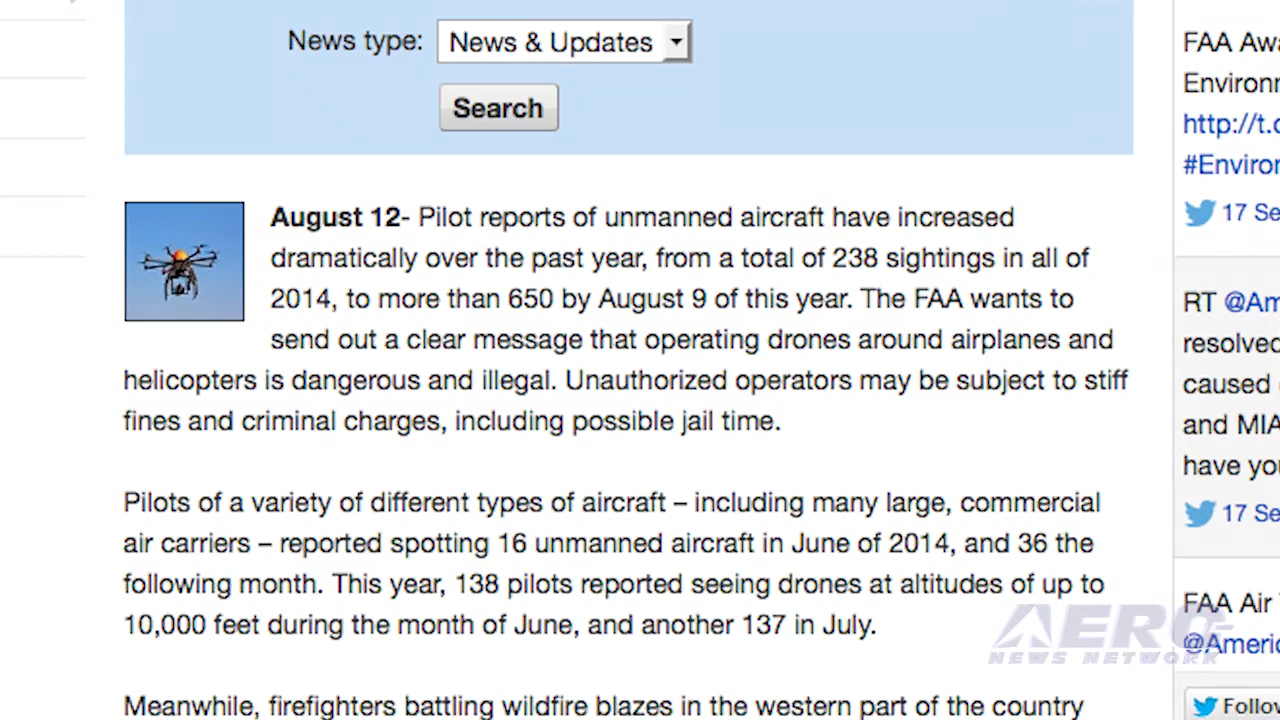 News type: News & Updates
Search
August 12- Pilot reports of unmanned aircraft have increased
dramatically over the past year, from a total of 238 sightings in all of
2014, to more than 650 by August 9 of this year. The FAA wants to
send out a clear message that operating drones around airplanes and
helicopters is dangerous and illegal. Unauthorized operators may be subject to stiff
fines and criminal charges, including possible jail time.
Pilots of a variety of different types of aircraft – including many large, commercial
air carriers – reported spotting 16 unmanned aircraft in June of 2014, and 36 the
following month. This year, 138 pilots reported seeing drones at altitudes of up to
10,000 feet during the month of June, and another 137 in July.
Meanwhile, firefighters battling wildfire blazes in the western part of the country
FAA Awa
Environm
http://t.c
#Environ
17 Se
RT @Am
resolved
caused
and MIA
have you
17 Se
FAA Air
@Americ
Follow
AERO
NEWS NETWORK